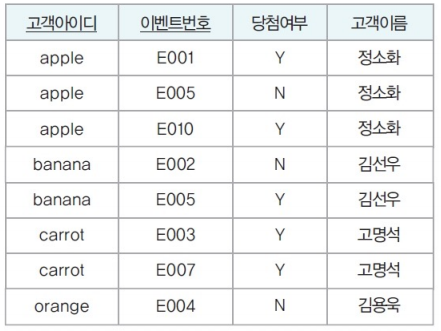 고객아이디 이벤트번호 당첨여부 고객이름
apple E001 Y 정소화
apple E005 N 정소화
apple E010 Y 정소화
banana E002 N 김선우
banana E005 Y 김선우
carrot E003 Y 고명석
carrot E007 Y 고명석
orange E004 N 김용욱